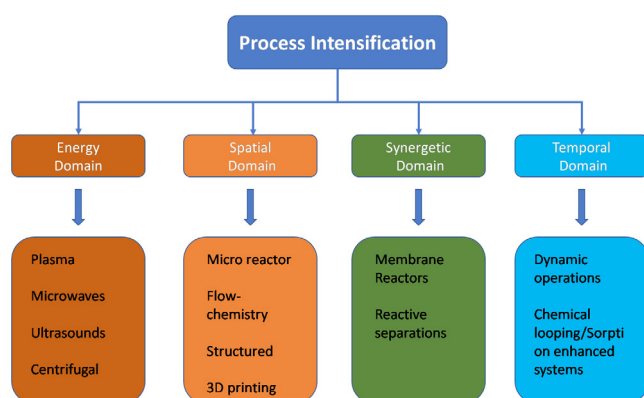 Process Intensification
Energy
Domain
Spatial
Domain
Synergetic
Domain
Temporal
Domain
Plasma
Microwaves
Ultrasounds
Centrifugal
Micro reactor
Flow-
chemistry
Structured
3D printing
Membrane
Reactors
Reactive
separations
Dynamic
operations
Chemical
looping/Sorpti
on enhanced
systems